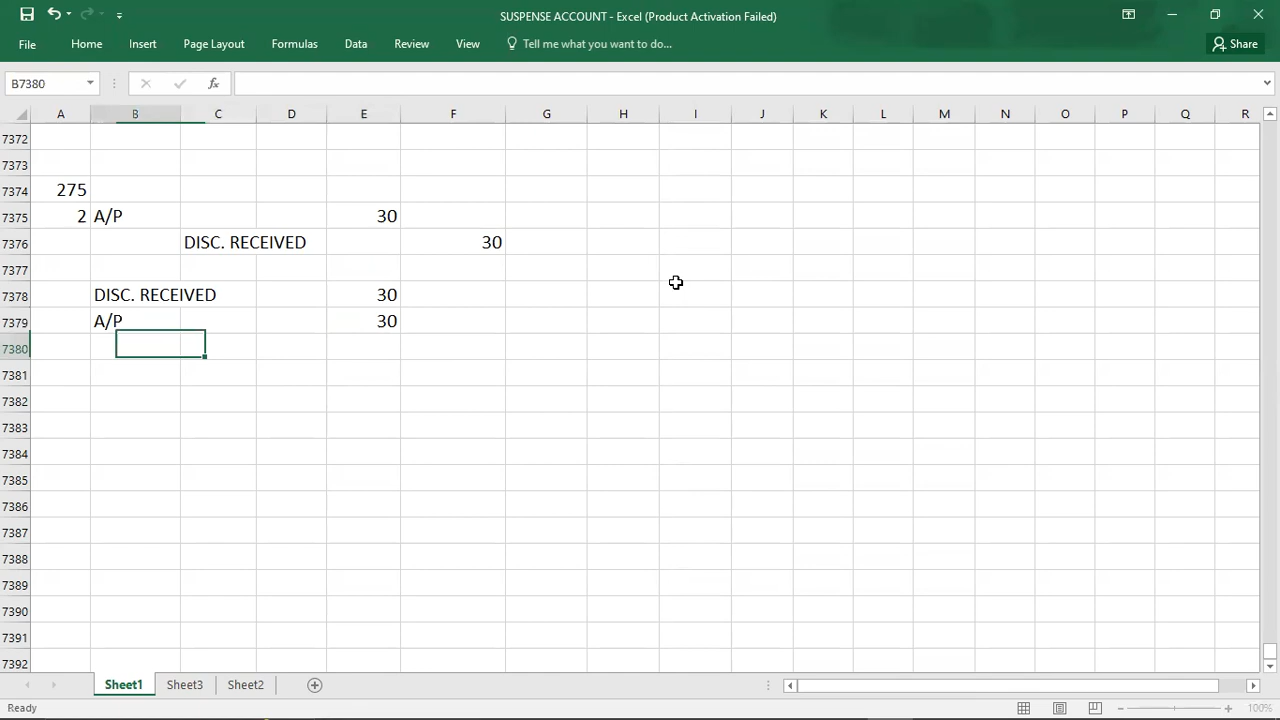 SUSPENSE ACCOUNT - Excel (Product Activation Failed)
File Home Insert Page Layout Formulas Data Review View Tell me what you want to do... Share
B7380 fx
A B C D E F G H I J K L M N O P Q R
7372
7373
7374 275
7375 2 A/P 30
7376 DISC. RECEIVED 30
7377
7378 DISC. RECEIVED 30
7379 A/P 30
7380
7381
7382
7383
7384
7385
7386
7387
7388
7389
7390
7391
7392
Sheet1 Sheet3 Sheet2
Ready 100%